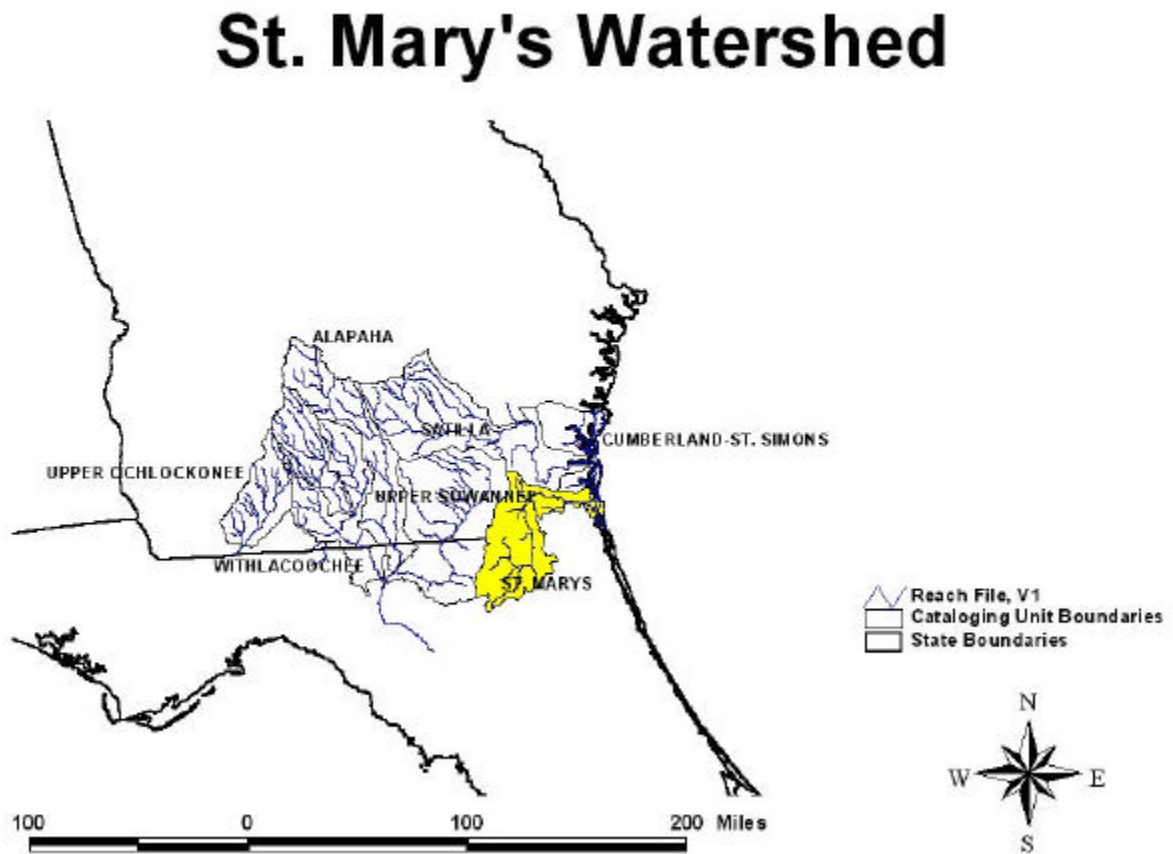 St. Mary's Watershed
ALAPAHA
SATILLA
CUMBERLAND-ST. SIMONS
UPPER OCHLOCKONEE
UPPER SUWANNEE
WITHLACOOCHEE
ST. MARYS
Reach File, V1
Cataloging Unit Boundaries
State Boundaries
N
W E
S
100 0 100 200 Miles